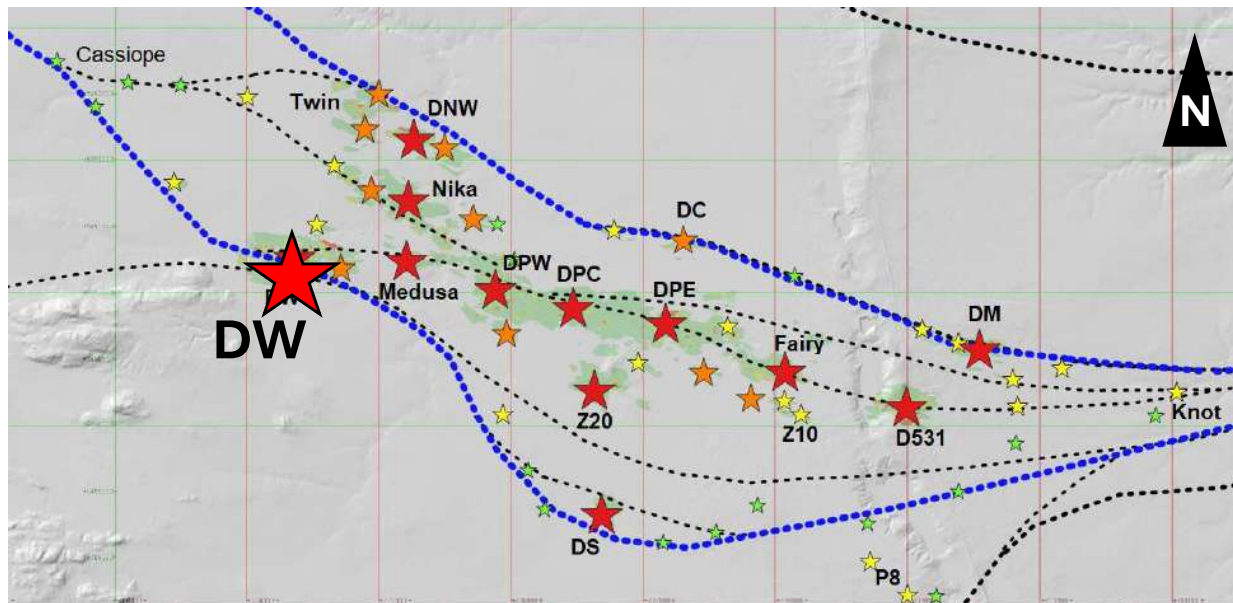 Cassiope
Twin
DNW
N
Nika
DC
DPW
DPC
DPE
Medusa
DM
DW
Fairy
Z20
Z10
D531
Knot
DS
P8